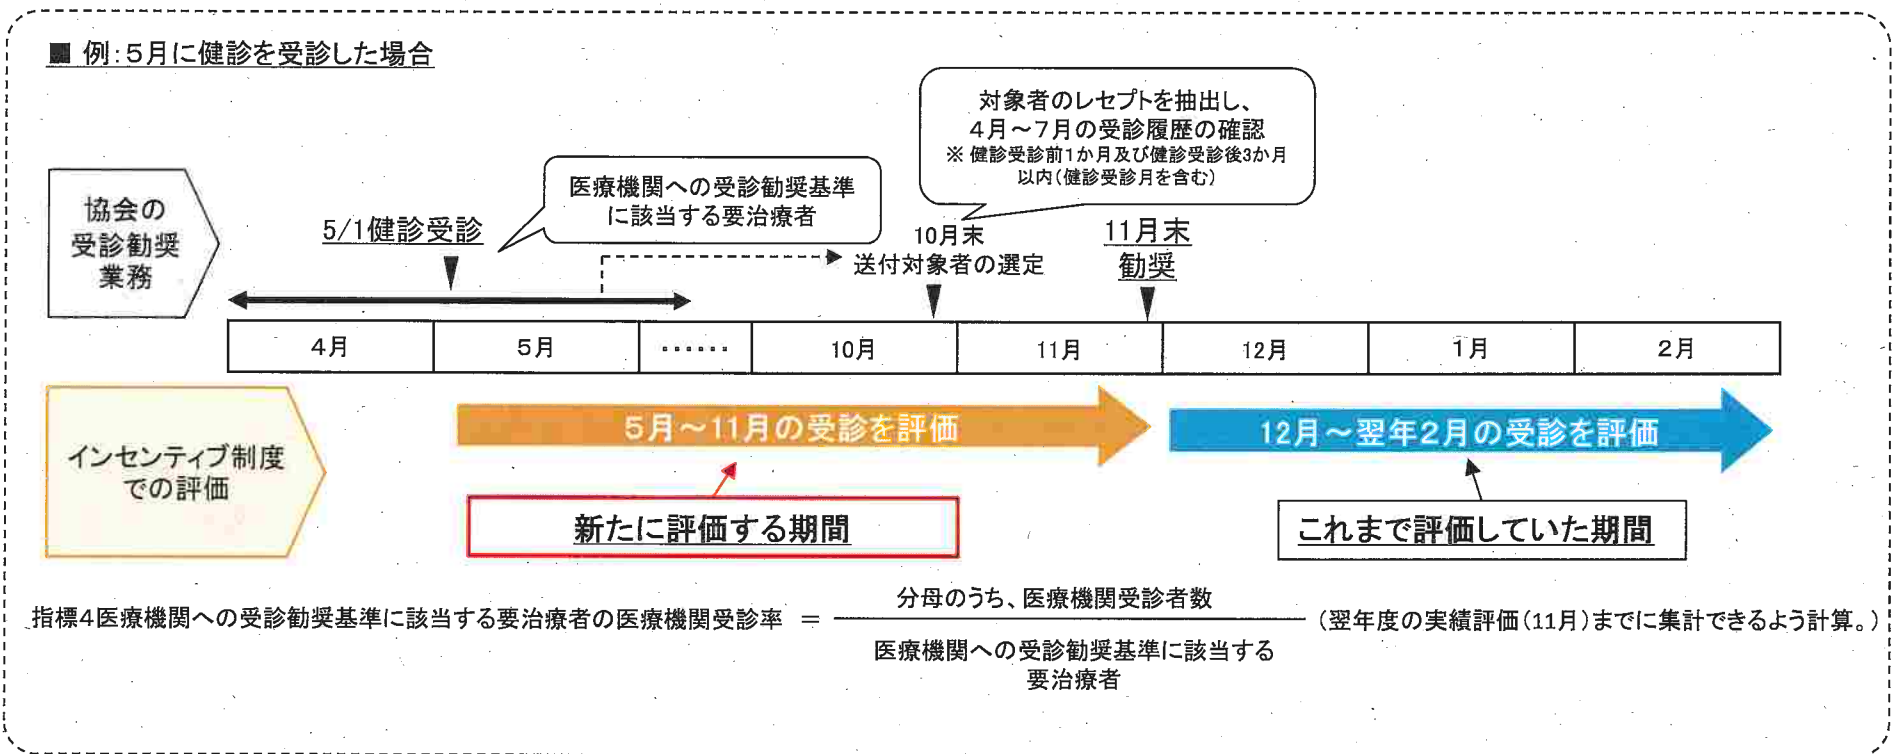 ■ 例：５月に健診を受診した場合
対象者のレセプトを抽出し、
４月～７月の受診履歴の確認
※ 健診受診前1か月及び健診受診後3か月
以内（健診受診月を含む）
協会の
受診勧奨
業務
5/1健診受診
医療機関への受診勧奨基準
に該当する要治療者
10月末
送付対象者の選定
11月末
勧奨
４月
５月
……
10月
11月
12月
１月
２月
インセンティブ制度
での評価
５月～11月の受診を評価
12月～翌年２月の受診を評価
新たに評価する期間
これまで評価していた期間
指標４医療機関への受診勧奨基準に該当する要治療者の医療機関受診率 ＝
分母のうち、医療機関受診者数
医療機関への受診勧奨基準に該当する
要治療者
（翌年度の実績評価（11月）までに集計できるよう計算。）